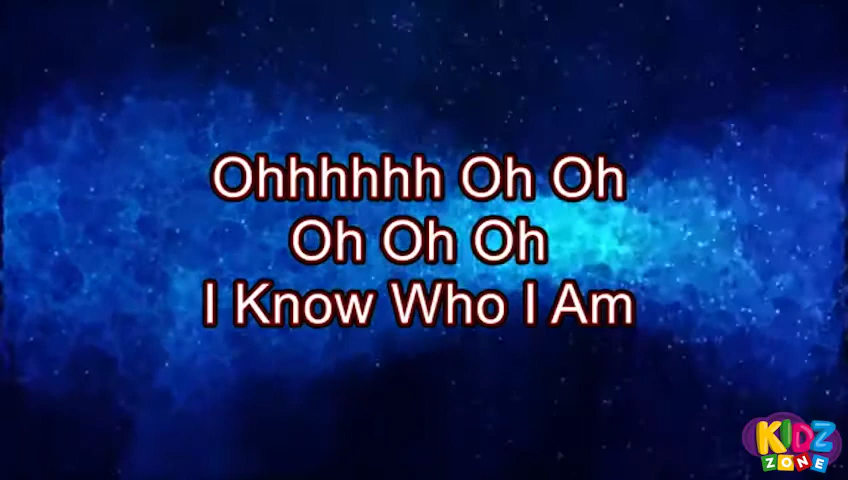 Ohhhhhh Oh Oh
Oh Oh Oh
I Know Who I Am
KIDZ
ZONE